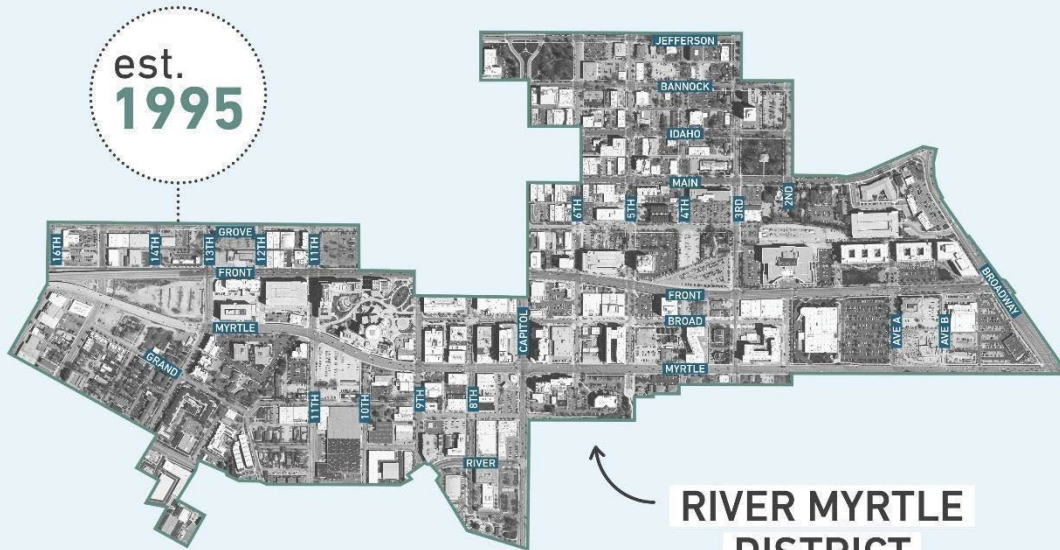 est.
1995
JEFFERSON
BANNOCK
IDAHO
MAIN
6TH
5TH
4TH
3RD
2ND
GROVE
16TH
14TH
13TH
12TH
11TH
FRONT
FRONT
BROADWAY
MYRTLE
CAPITOL
BROAD
AVE A
AVE B
GRAND
MYRTLE
11TH
10TH
9TH
8TH
RIVER
RIVER MYRTLE
DISTRICT